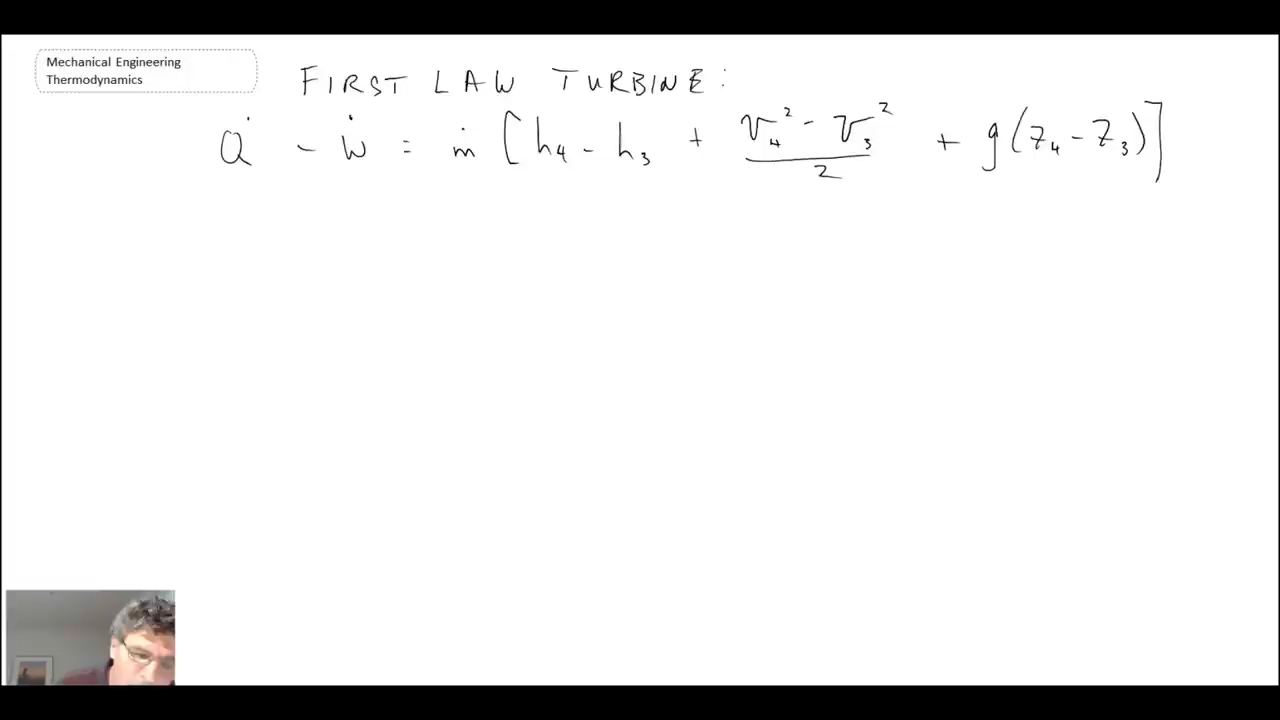 Mechanical Engineering
Thermodynamics
FIRST LAW TURBINE:
Q̇ - Ẇ = ṁ [h₄ - h₃ + (V₄² - V₃²)/2 + g(z₄ - z₃)]